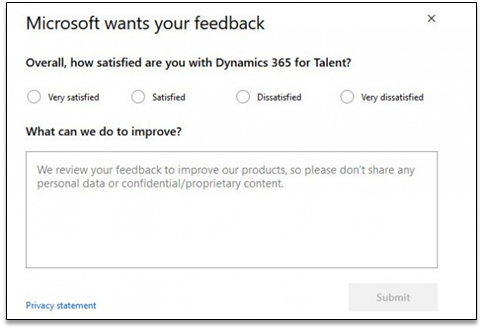 Microsoft wants your feedback
Overall, how satisfied are you with Dynamics 365 for Talent?
Very satisfied Satisfied Dissatisfied Very dissatisfied
What can we do to improve?
We review your feedback to improve our products, so please don't share any
personal data or confidential/proprietary content.
Submit
Privacy statement